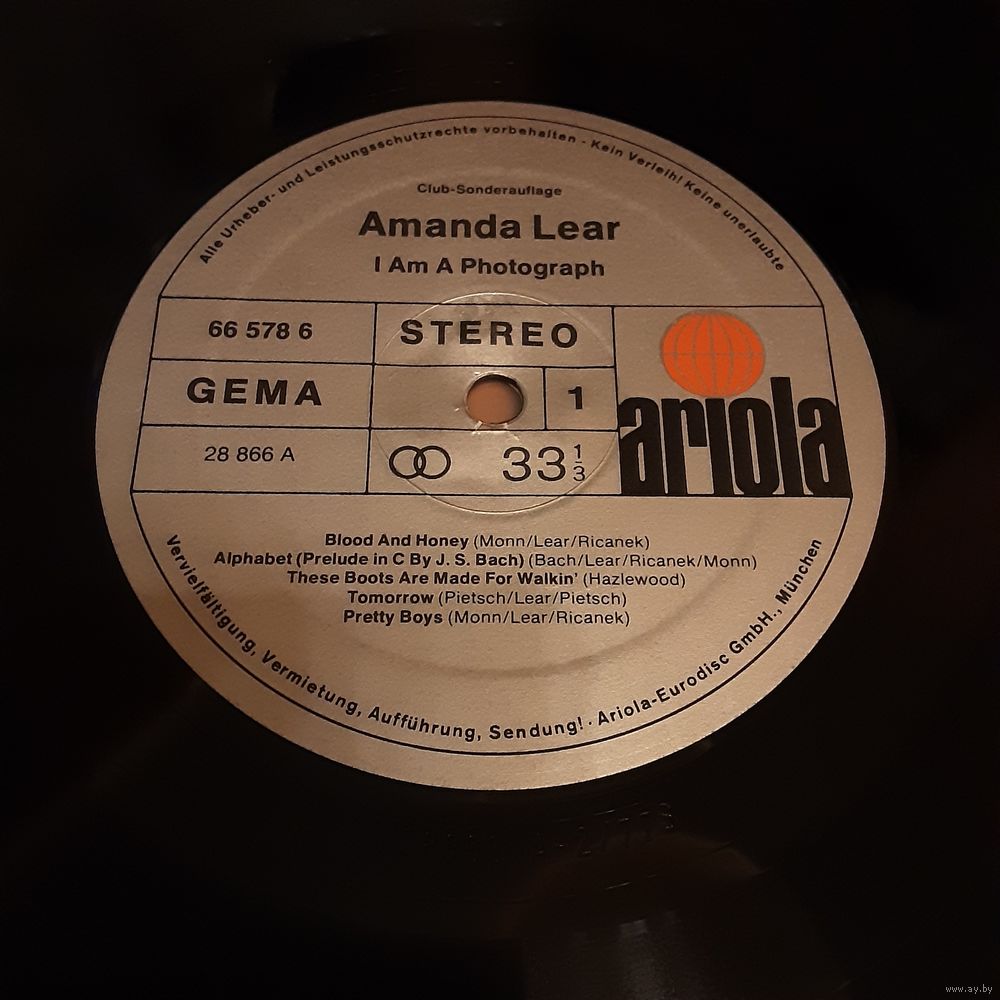 Alle Urheber- und Leistungsschutzrechte vorbehalten - Kein Verleih! Keine unerlaubte
Club-Sonderauflage
Amanda Lear
I Am A Photograph
66 578 6
STEREO
GEMA
1
28 866 A
33 1/3
ariola
Blood And Honey (Monn/Lear/Ricanek)
Alphabet (Prelude in C By J. S. Bach) (Bach/Lear/Ricanek/Monn)
These Boots Are Made For Walkin' (Hazlewood)
Tomorrow (Pietsch/Lear/Pietsch)
Pretty Boys (Monn/Lear/Ricanek)
Vervielfältigung, Vermietung, Aufführung, Sendung! · Ariola-Eurodisc GmbH., München
www.ay.by